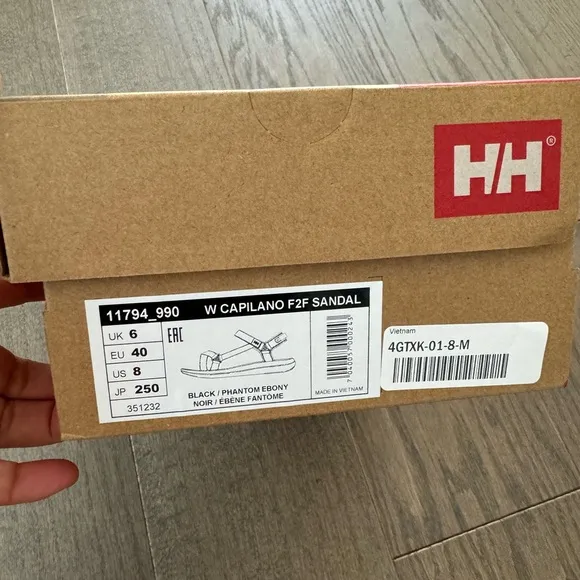 HH®
11794_990 W CAPILANO F2F SANDAL
UK 6
EU 40
US 8
JP 250
351232
EAC
BLACK / PHANTOM EBONY
NOIR / ÉBÈNE FANTÔME
7040057000243
MADE IN VIETNAM
Vietnam
4GTXK-01-8-M